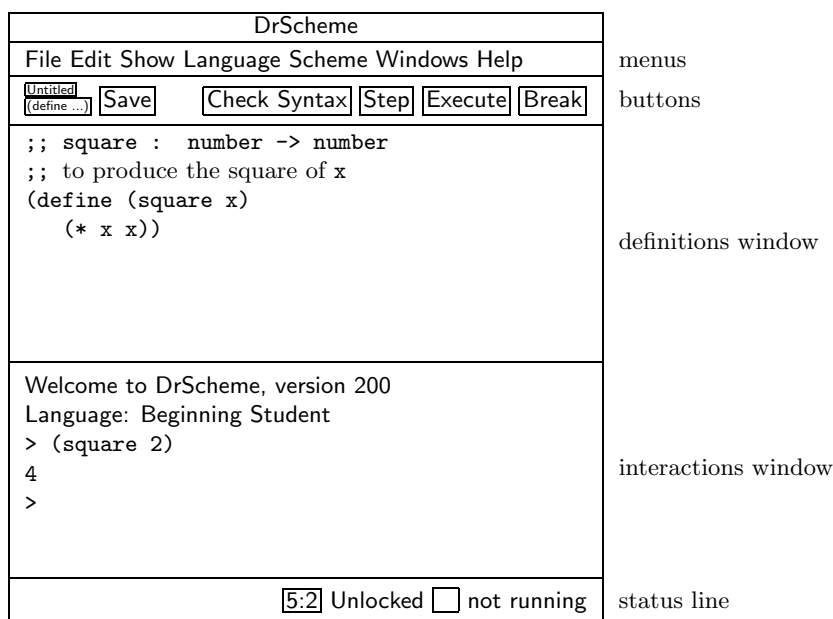 DrScheme
File Edit Show Language Scheme Windows Help
menus
Untitled
(define ...)
Save Check Syntax Step Execute Break
buttons
;; square : number -> number
;; to produce the square of x
(define (square x)
(* x x))
definitions window
Welcome to DrScheme, version 200
Language: Beginning Student
> (square 2)
4
>
interactions window
5:2 Unlocked not running
status line